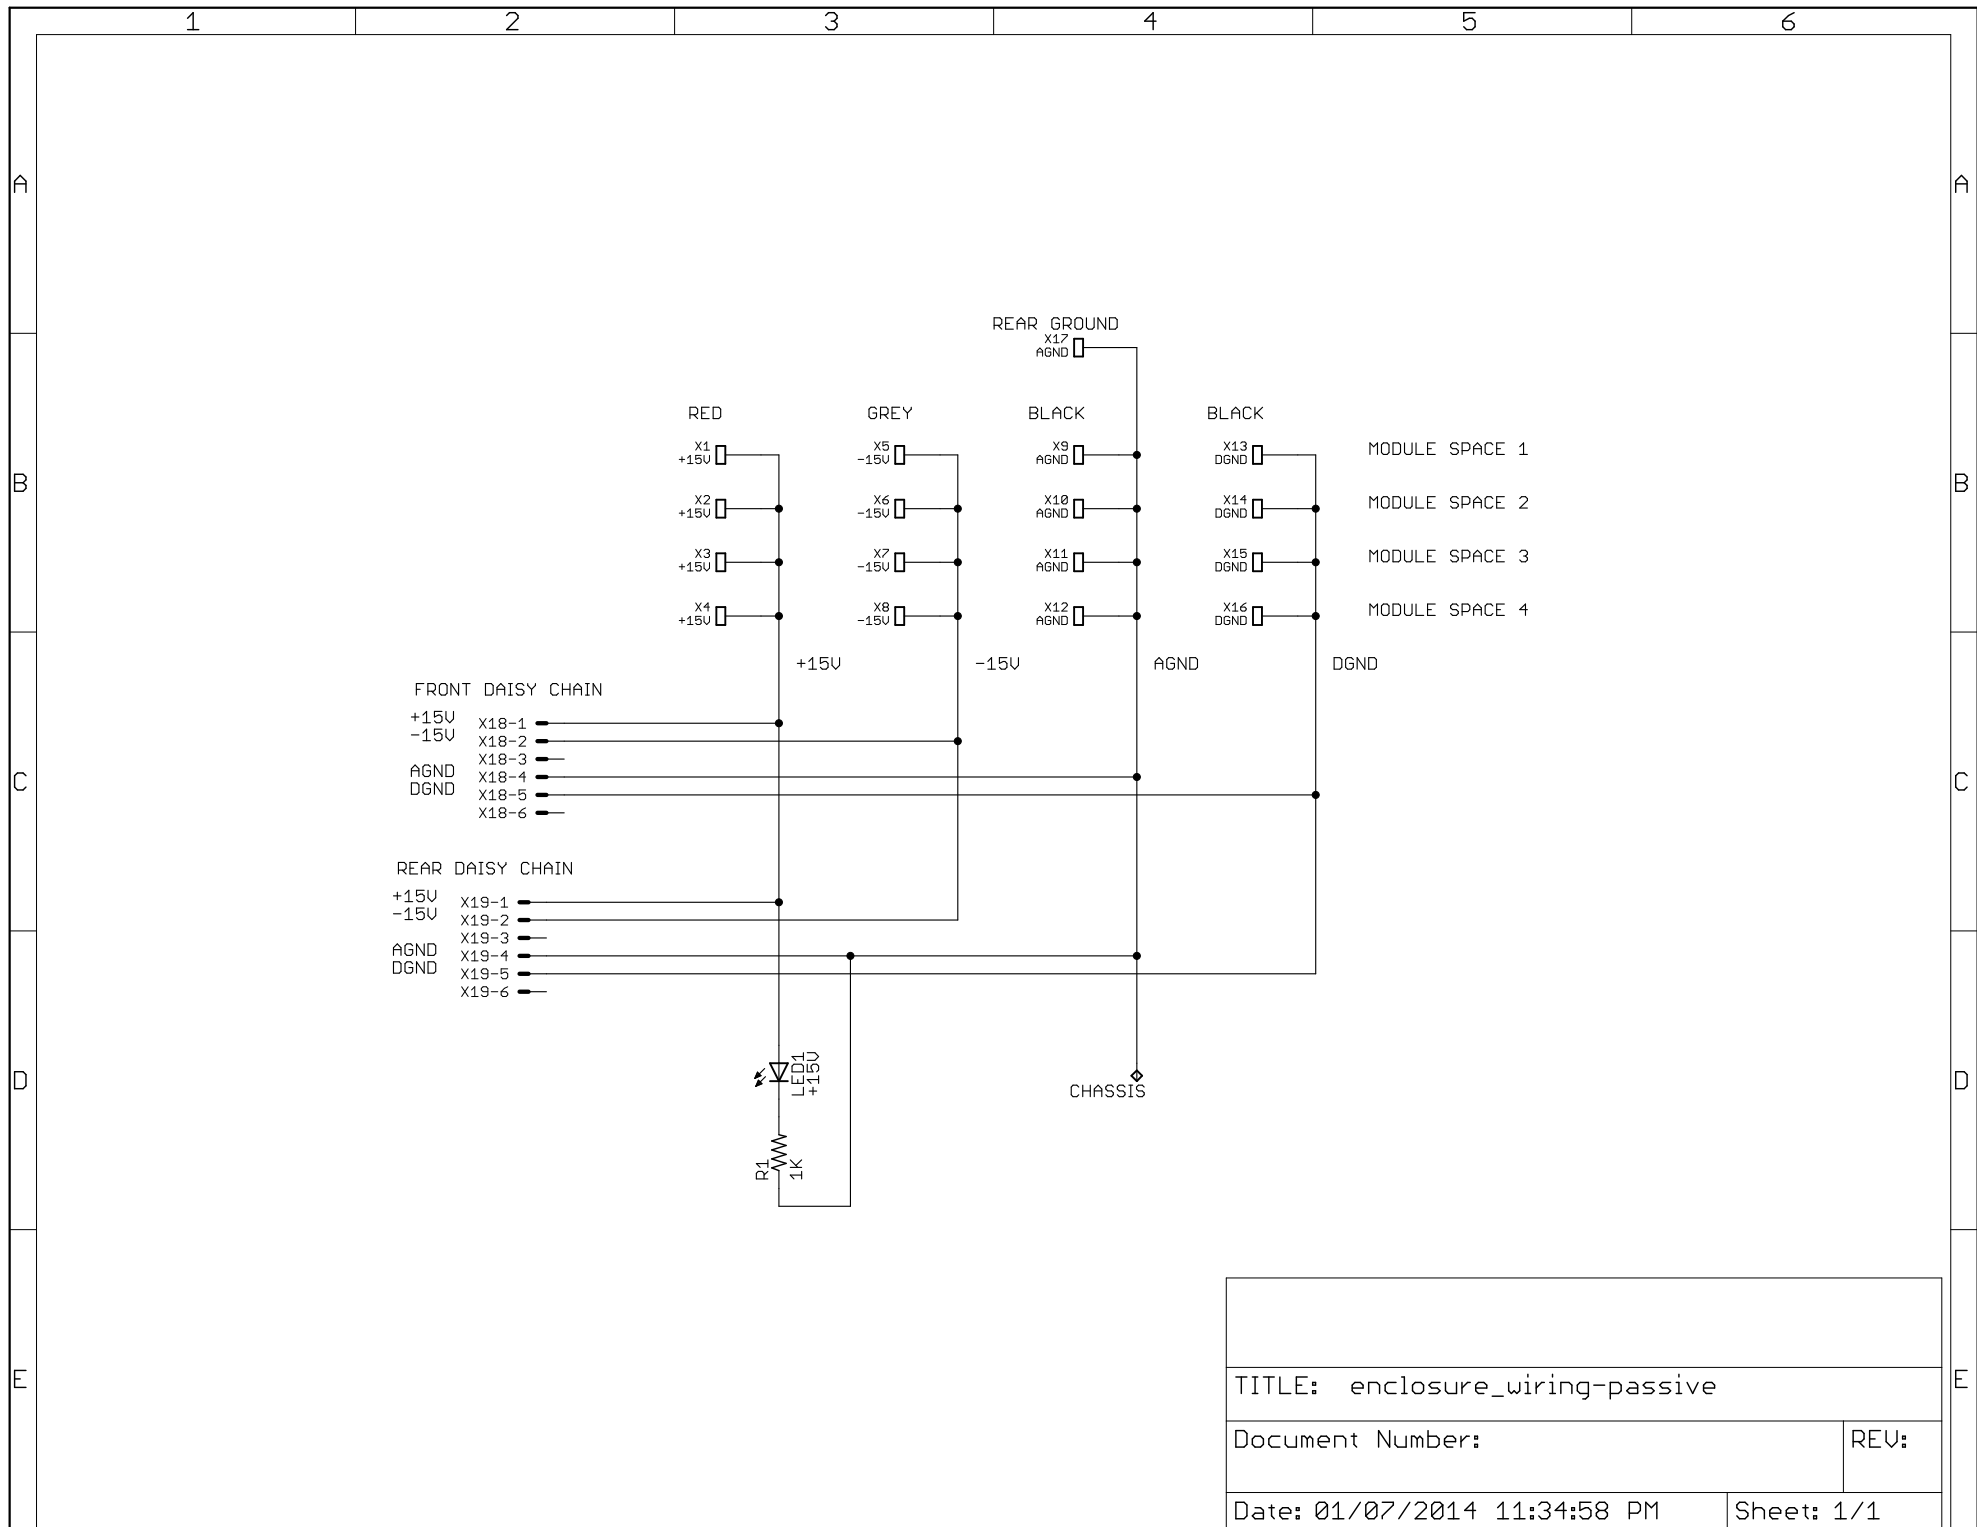 1 2 3 4 5 6
A A
REAR GROUND
X17
AGND
RED GREY BLACK BLACK
X1 X5 X9 X13 MODULE SPACE 1
+15V -15V AGND DGND
B B
X2 X6 X10 X14 MODULE SPACE 2
+15V -15V AGND DGND
X3 X7 X11 X15 MODULE SPACE 3
+15V -15V AGND DGND
X4 X8 X12 X16 MODULE SPACE 4
+15V -15V AGND DGND
+15V -15V AGND DGND
FRONT DAISY CHAIN
+15V X18-1
-15V X18-2
X18-3
AGND X18-4
C C
DGND X18-5
X18-6
REAR DAISY CHAIN
+15V X19-1
-15V X19-2
X19-3
AGND X19-4
DGND X19-5
X19-6
LED1
+15V
D D
CHASSIS
R1
1K
E E
TITLE: enclosure_wiring-passive
Document Number: REV:
Date: 01/07/2014 11:34:58 PM Sheet: 1/1